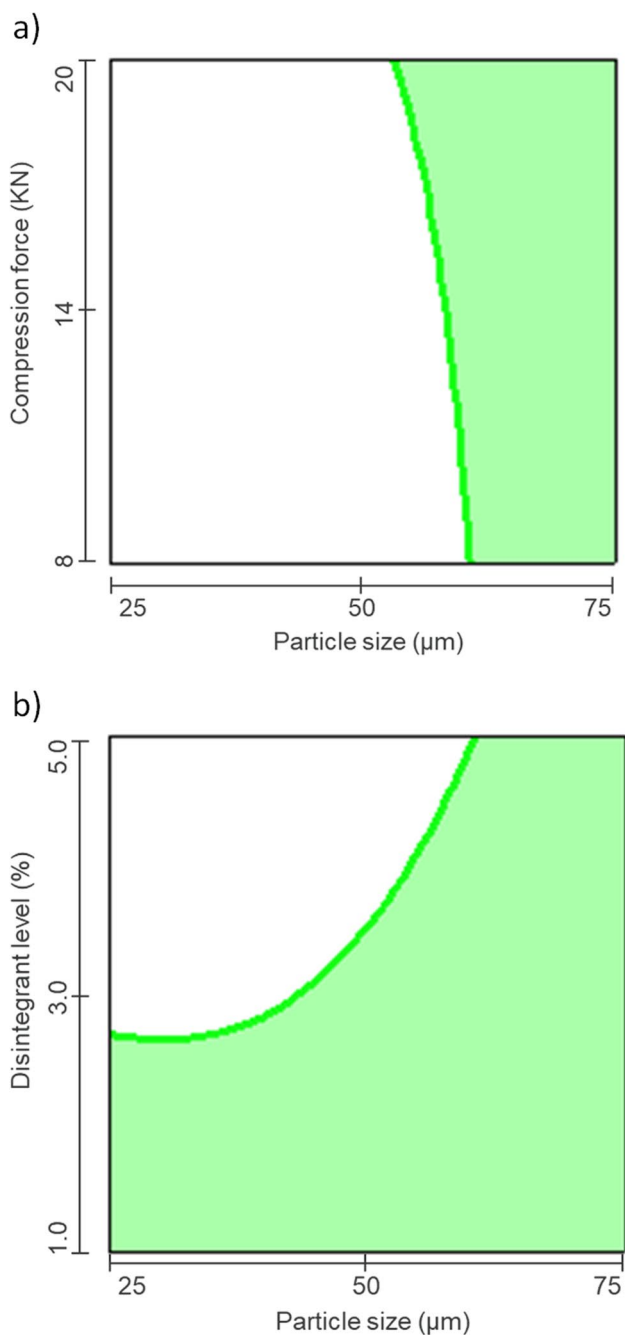 a)
20
14
8
Compression force (KN)
25 50 75
Particle size (µm)
b)
5.0
3.0
1.0
Disintegrant level (%)
25 50 75
Particle size (µm)